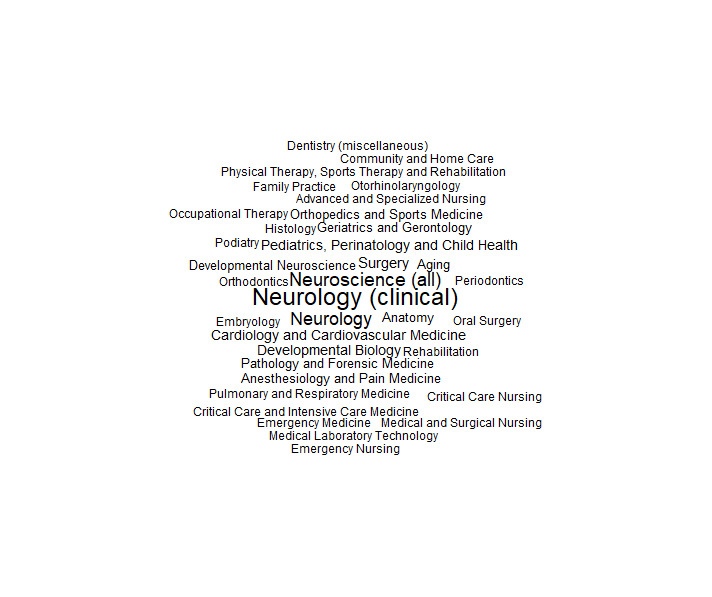 Dentistry (miscellaneous)
Community and Home Care
Physical Therapy, Sports Therapy and Rehabilitation
Family Practice
Otorhinolaryngology
Advanced and Specialized Nursing
Occupational Therapy
Orthopedics and Sports Medicine
Histology
Geriatrics and Gerontology
Podiatry
Pediatrics, Perinatology and Child Health
Developmental Neuroscience
Surgery
Aging
Orthodontics
Neuroscience (all)
Periodontics
Neurology (clinical)
Embryology
Neurology
Anatomy
Oral Surgery
Cardiology and Cardiovascular Medicine
Developmental Biology
Rehabilitation
Pathology and Forensic Medicine
Anesthesiology and Pain Medicine
Pulmonary and Respiratory Medicine
Critical Care Nursing
Critical Care and Intensive Care Medicine
Emergency Medicine
Medical and Surgical Nursing
Medical Laboratory Technology
Emergency Nursing